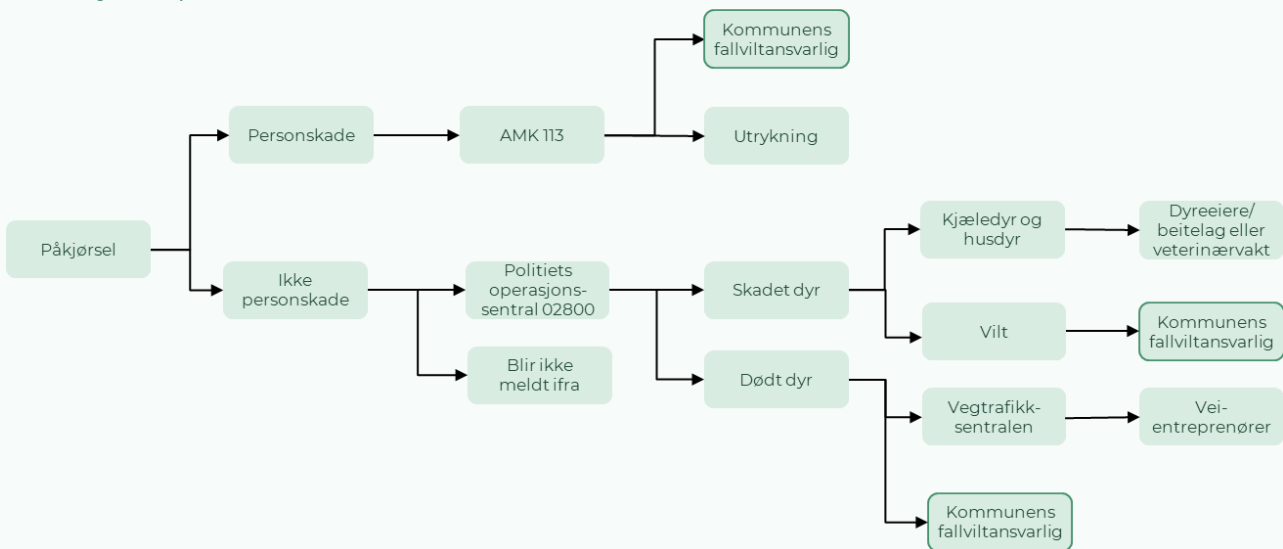 Kommunens
fallviltansvarlig
Personskade
AMK 113
Utrykning
Påkjørsel
Kjæledyr og
husdyr
Dyreeiere/
beitelag eller
veterinærvakt
Ikke
personskade
Politiets
operasjons-
sentral 02800
Skadet dyr
Vilt
Kommunens
fallviltansvarlig
Blir ikke
meldt ifra
Dødt dyr
Vegtrafikk-
sentralen
Vei-
entreprenører
Kommunens
fallviltansvarlig